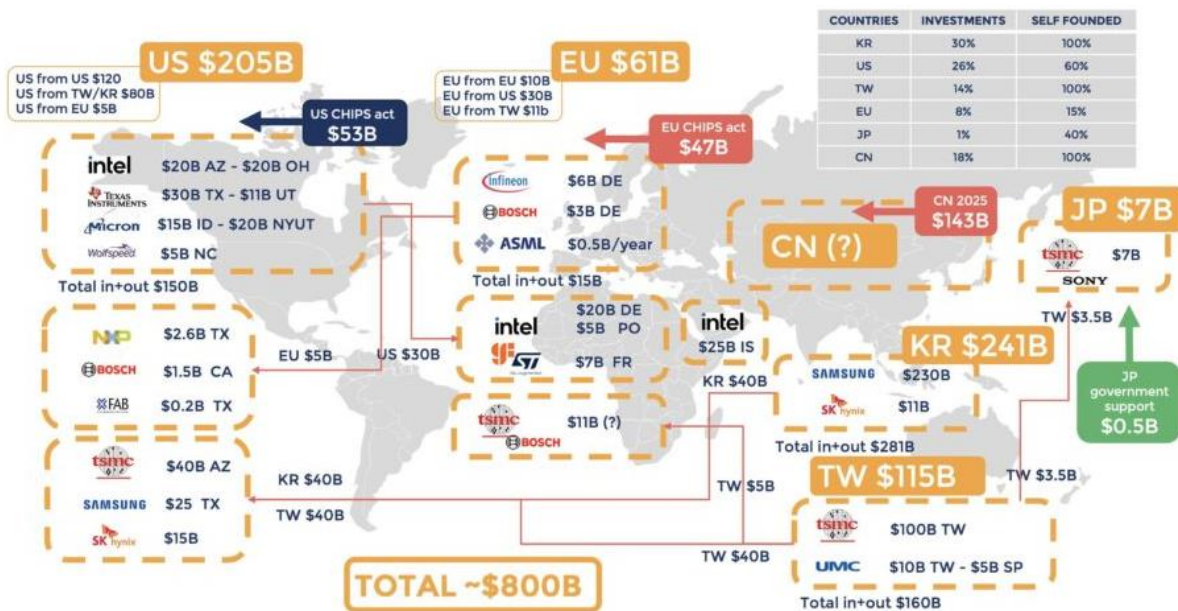 COUNTRIES INVESTMENTS SELF FOUNDED
KR 30% 100%
US 26% 60%
TW 14% 100%
EU 8% 15%
JP 1% 40%
CN 18% 100%
US $205B
US from US $120
US from TW/KR $80B
US from EU $5B
US CHIPS act
$53B
intel $20B AZ - $20B OH
TEXAS INSTRUMENTS $30B TX - $11B UT
Micron $15B ID - $20B NYUT
Wolfspeed $5B NC
Total in+out $150B
NXP $2.6B TX
BOSCH $1.5B CA
FAB $0.2B TX
EU $5B
US $30B
tsmc $40B AZ
SAMSUNG $25 TX
SK hynix $15B
KR $40B
TW $40B
EU $61B
EU from EU $10B
EU from US $30B
EU from TW $11b
EU CHIPS act
$47B
infineon $6B DE
BOSCH $3B DE
ASML $0.5B/year
Total in+out $15B
intel $20B DE
$5B PO
GF ST $7B FR
intel
$25B IS
tsmc BOSCH $11B (?)
CN 2025
$143B
CN (?)
JP $7B
tsmc $7B
SONY
TW $3.5B
JP
government
support
$0.5B
KR $241B
KR $40B
SAMSUNG $230B
SK hynix $11B
Total in+out $281B
TW $115B
TW $3.5B
TW $5B
TW $40B
tsmc $100B TW
UMC $10B TW - $5B SP
Total in+out $160B
TOTAL ~$800B